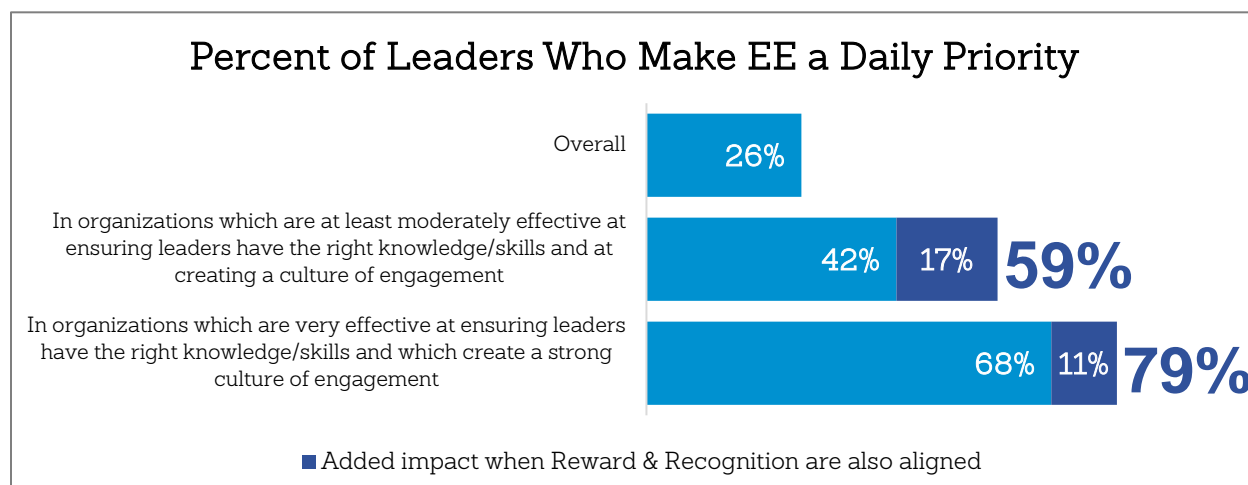 Percent of Leaders Who Make EE a Daily Priority
Overall
26%
In organizations which are at least moderately effective at
ensuring leaders have the right knowledge/skills and at
creating a culture of engagement
42% 17% 59%
In organizations which are very effective at ensuring leaders
have the right knowledge/skills and which create a strong
culture of engagement
68% 11% 79%
Added impact when Reward & Recognition are also aligned